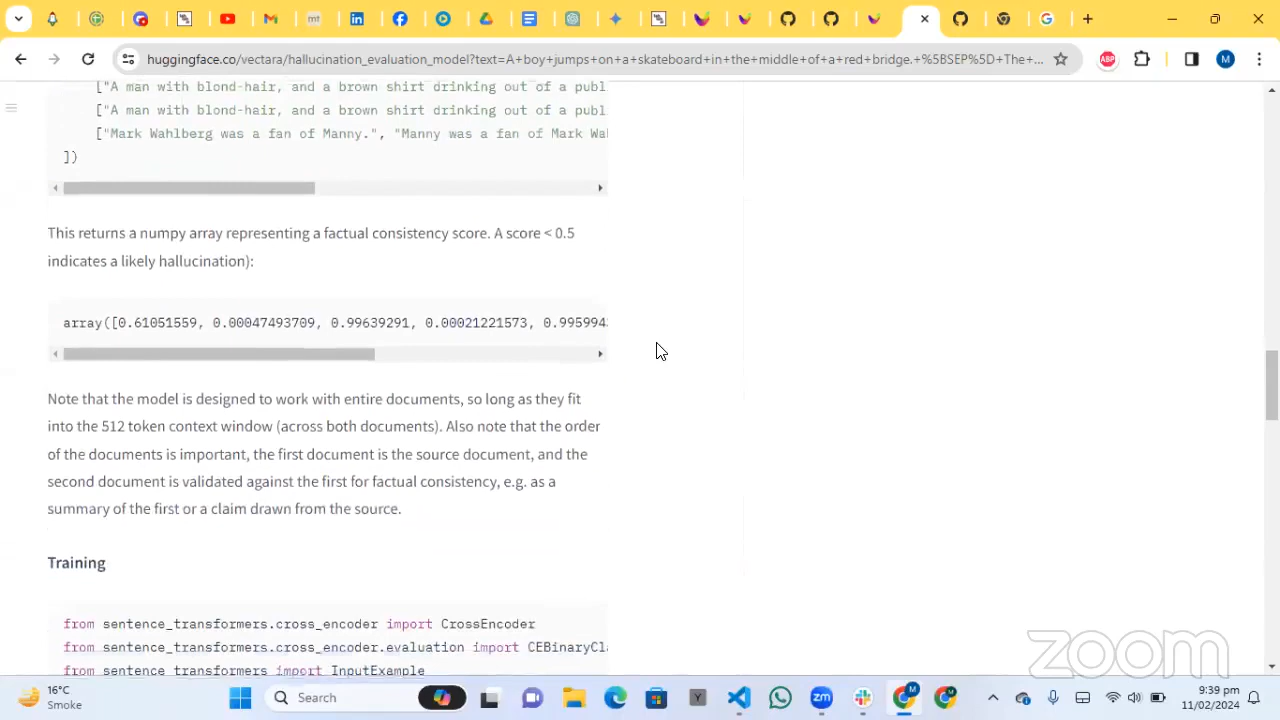 huggingface.co/vectara/hallucination_evaluation_model?text=A+boy+jumps+on+a+skateboard+in+the+middle+of+a+red+bridge.+%5BSEP%5D+The+...
["A man with blond-hair, and a brown shirt drinking out of a publ
["A man with blond-hair, and a brown shirt drinking out of a publ
["Mark Wahlberg was a fan of Manny.", "Manny was a fan of Mark Wah
])
This returns a numpy array representing a factual consistency score. A score < 0.5
indicates a likely hallucination):
array([0.61051559, 0.00047493709, 0.99639291, 0.00021221573, 0.995994
Note that the model is designed to work with entire documents, so long as they fit
into the 512 token context window (across both documents). Also note that the order
of the documents is important, the first document is the source document, and the
second document is validated against the first for factual consistency, e.g. as a
summary of the first or a claim drawn from the source.
Training
from sentence_transformers.cross_encoder import CrossEncoder
from sentence_transformers.cross_encoder.evaluation import CEBinaryCla
from sentence_transformers import InputExample
zoom
16°C
Smoke
Search
9:39 pm
11/02/2024